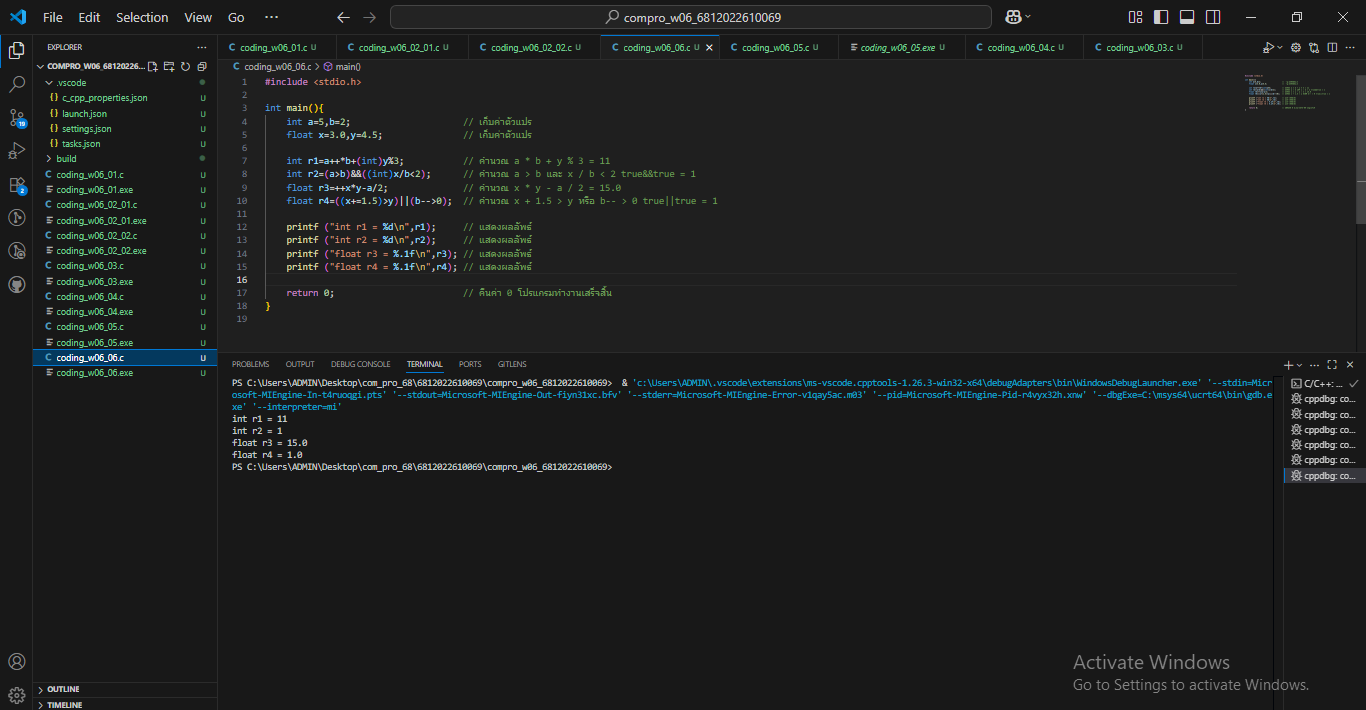 File Edit Selection View Go ··· compro_w06_6812022610069
EXPLORER ···
COMPRO_W06_68120226...
.vscode
{} c_cpp_properties.json U
{} launch.json U
{} settings.json U
{} tasks.json U
build
C coding_w06_01.c U
coding_w06_01.exe U
C coding_w06_02_01.c U
coding_w06_02_01.exe U
C coding_w06_02_02.c U
coding_w06_02_02.exe U
C coding_w06_03.c U
coding_w06_03.exe U
C coding_w06_04.c U
coding_w06_04.exe U
C coding_w06_05.c U
coding_w06_05.exe U
C coding_w06_06.c U
coding_w06_06.exe U
OUTLINE
TIMELINE
19
2
C coding_w06_01.c U C coding_w06_02_01.c U C coding_w06_02_02.c U C coding_w06_06.c U C coding_w06_05.c U coding_w06_05.exe U C coding_w06_04.c U C coding_w06_03.c U
C coding_w06_06.c > main()
1 #include <stdio.h>
2
3 int main(){
4 int a=5,b=2; // เก็บค่าตัวแปร
5 float x=3.0,y=4.5; // เก็บค่าตัวแปร
6
7 int r1=a++*b+(int)y%3; // คำนวณ a * b + y % 3 = 11
8 int r2=(a>b)&&((int)x/b<2); // คำนวณ a > b และ x / b < 2 true&&true = 1
9 float r3=++x*y-a/2; // คำนวณ x * y - a / 2 = 15.0
10 float r4=((x+=1.5)>y)||(b-->0); // คำนวณ x + 1.5 > y หรือ b-- > 0 true||true = 1
11
12 printf ("int r1 = %d\n",r1); // แสดงผลลัพธ์
13 printf ("int r2 = %d\n",r2); // แสดงผลลัพธ์
14 printf ("float r3 = %.1f\n",r3); // แสดงผลลัพธ์
15 printf ("float r4 = %.1f\n",r4); // แสดงผลลัพธ์
16
17 return 0; // คืนค่า 0 โปรแกรมทำงานเสร็จสิ้น
18 }
19
PROBLEMS OUTPUT DEBUG CONSOLE TERMINAL PORTS GITLENS
PS C:\Users\ADMIN\Desktop\com_pro_68\6812022610069\compro_w06_6812022610069> & 'c:\Users\ADMIN\.vscode\extensions\ms-vscode.cpptools-1.26.3-win32-x64\debugAdapters\bin\WindowsDebugLauncher.exe' '--stdin=Micr
osoft-MIEngine-In-t4ruoqgi.pts' '--stdout=Microsoft-MIEngine-Out-fiyn31xc.bfv' '--stderr=Microsoft-MIEngine-Error-v1qay5ac.m03' '--pid=Microsoft-MIEngine-Pid-r4vyx32h.xnw' '--dbgExe=C:\msys64\ucrt64\bin\gdb.e
xe' '--interpreter=mi'
int r1 = 11
int r2 = 1
float r3 = 15.0
float r4 = 1.0
PS C:\Users\ADMIN\Desktop\com_pro_68\6812022610069\compro_w06_6812022610069>
C/C++: ...
cppdbg: co...
cppdbg: co...
cppdbg: co...
cppdbg: co...
cppdbg: co...
cppdbg: co...
Activate Windows
Go to Settings to activate Windows.